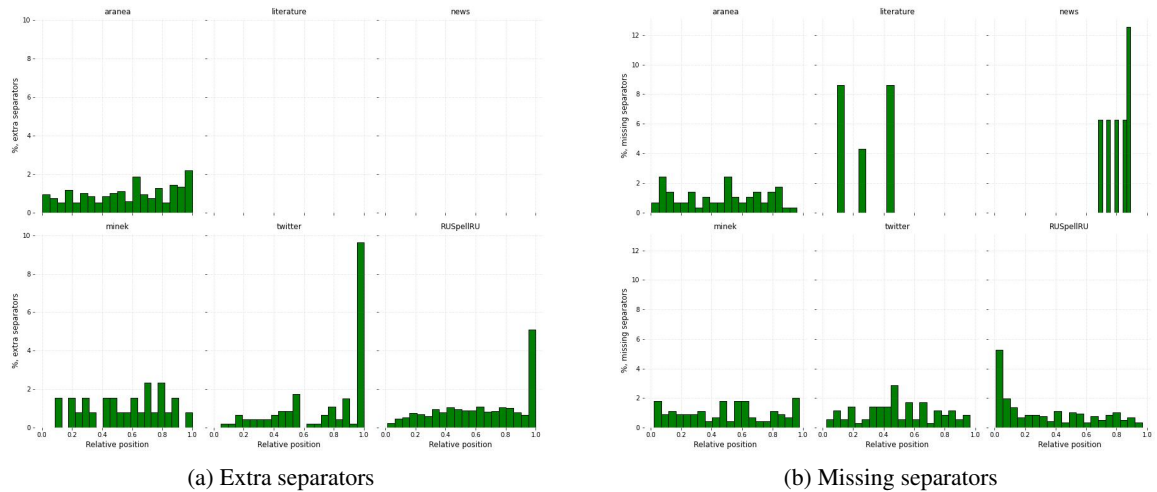 aranea
literature
news
10
8
6
4
2
0
%, extra separators
minek
twitter
RUSpellRU
10
8
6
4
2
0
%, extra separators
0.0 0.2 0.4 0.6 0.8 1.0
0.0 0.2 0.4 0.6 0.8 1.0
0.0 0.2 0.4 0.6 0.8 1.0
Relative position
Relative position
Relative position
(a) Extra separators
aranea
literature
news
12
10
8
6
4
2
0
%, missing separators
minek
twitter
RUSpellRU
12
10
8
6
4
2
0
%, missing separators
0.0 0.2 0.4 0.6 0.8 1.0
0.0 0.2 0.4 0.6 0.8 1.0
0.0 0.2 0.4 0.6 0.8 1.0
Relative position
Relative position
Relative position
(b) Missing separators